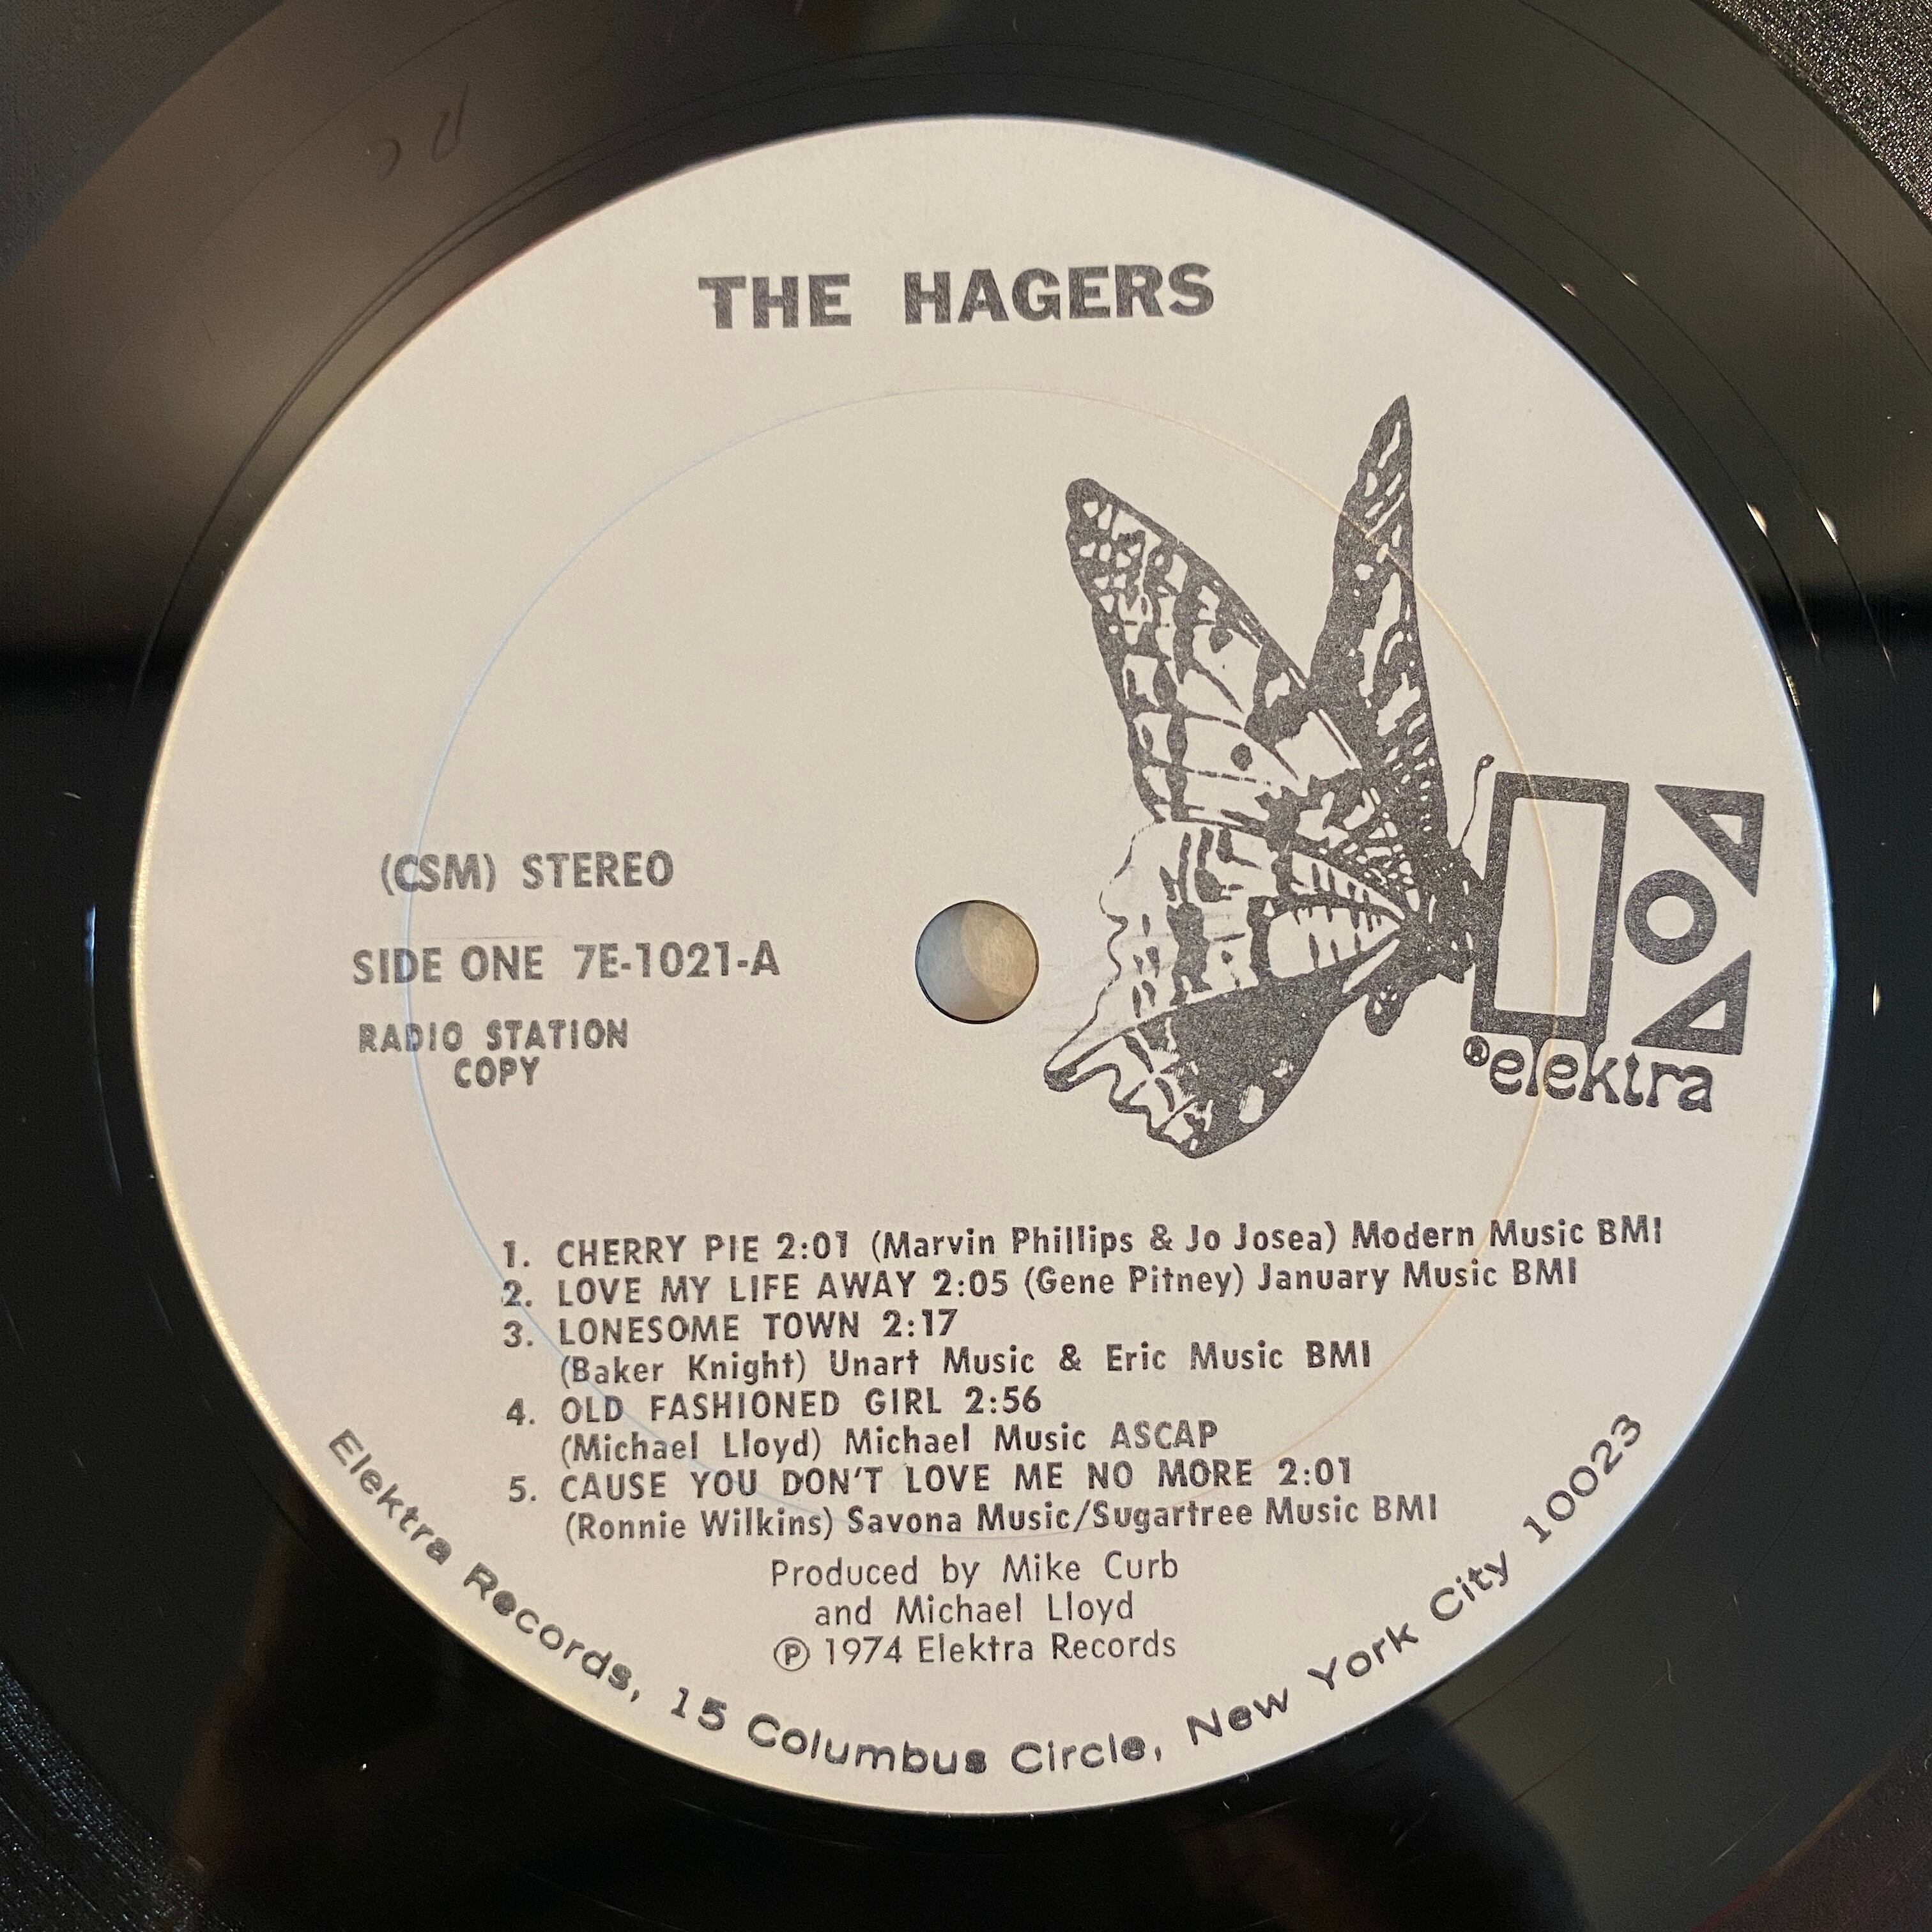 THE HAGERS
(CSM) STEREO
SIDE ONE 7E-1021-A
RADIO STATION
COPY
®elektra
1. CHERRY PIE 2:01 (Marvin Phillips & Jo Josea) Modern Music BMI
2. LOVE MY LIFE AWAY 2:05 (Gene Pitney) January Music BMI
3. LONESOME TOWN 2:17
(Baker Knight) Unart Music & Eric Music BMI
4. OLD FASHIONED GIRL 2:56
(Michael Lloyd) Michael Music ASCAP
5. CAUSE YOU DON'T LOVE ME NO MORE 2:01
(Ronnie Wilkins) Savona Music/Sugartree Music BMI
Produced by Mike Curb
and Michael Lloyd
℗ 1974 Elektra Records
Elektra Records, 15 Columbus Circle, New York City 10023